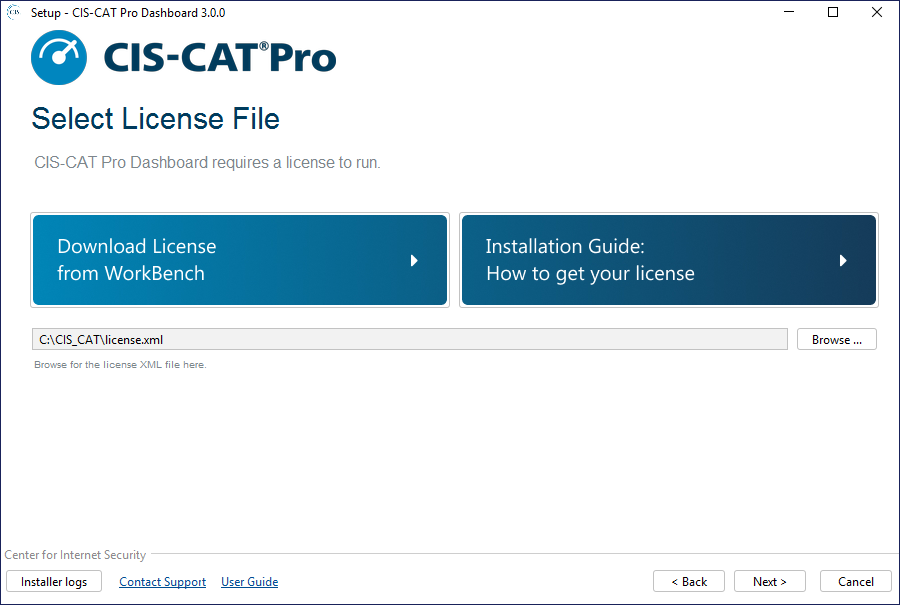 CIS Setup - CIS-CAT Pro Dashboard 3.0.0
CIS-CAT®Pro
Select License File
CIS-CAT Pro Dashboard requires a license to run.
Download License
from WorkBench
Installation Guide:
How to get your license
C:\CIS_CAT\license.xml
Browse ...
Browse for the license XML file here.
Center for Internet Security
Installer logs Contact Support User Guide < Back Next > Cancel